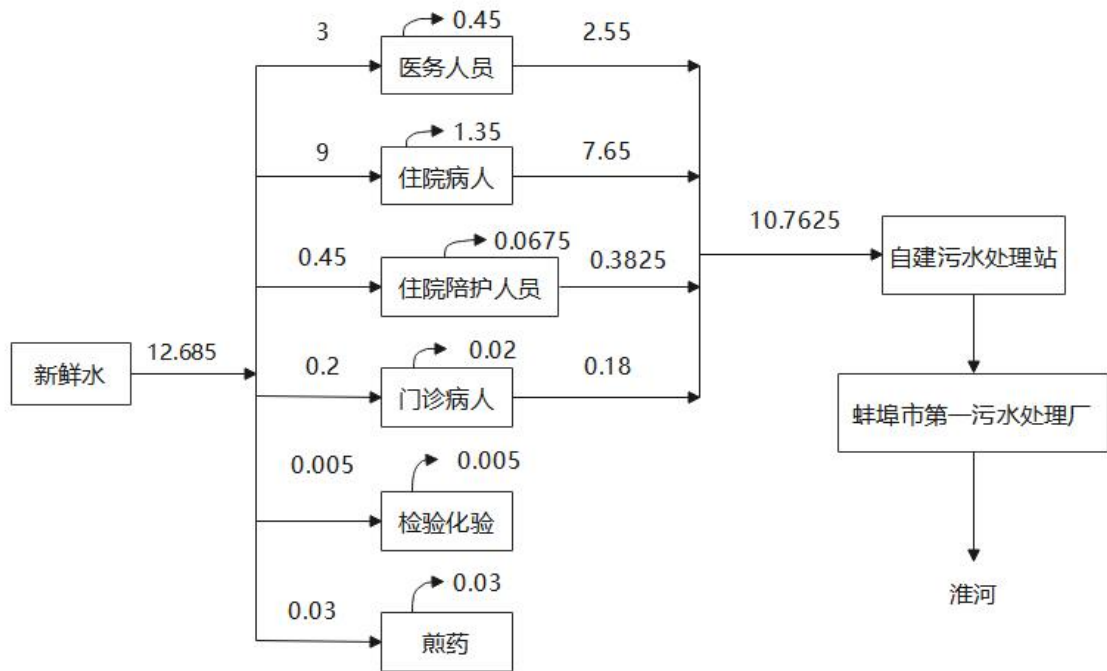 3
0.45
2.55
医务人员
9
1.35
7.65
住院病人
0.45
0.0675
0.3825
住院陪护人员
10.7625
自建污水处理站
新鲜水
12.685
0.2
0.02
0.18
门诊病人
蚌埠市第一污水处理厂
0.005
0.005
检验化验
0.03
0.03
煎药
淮河